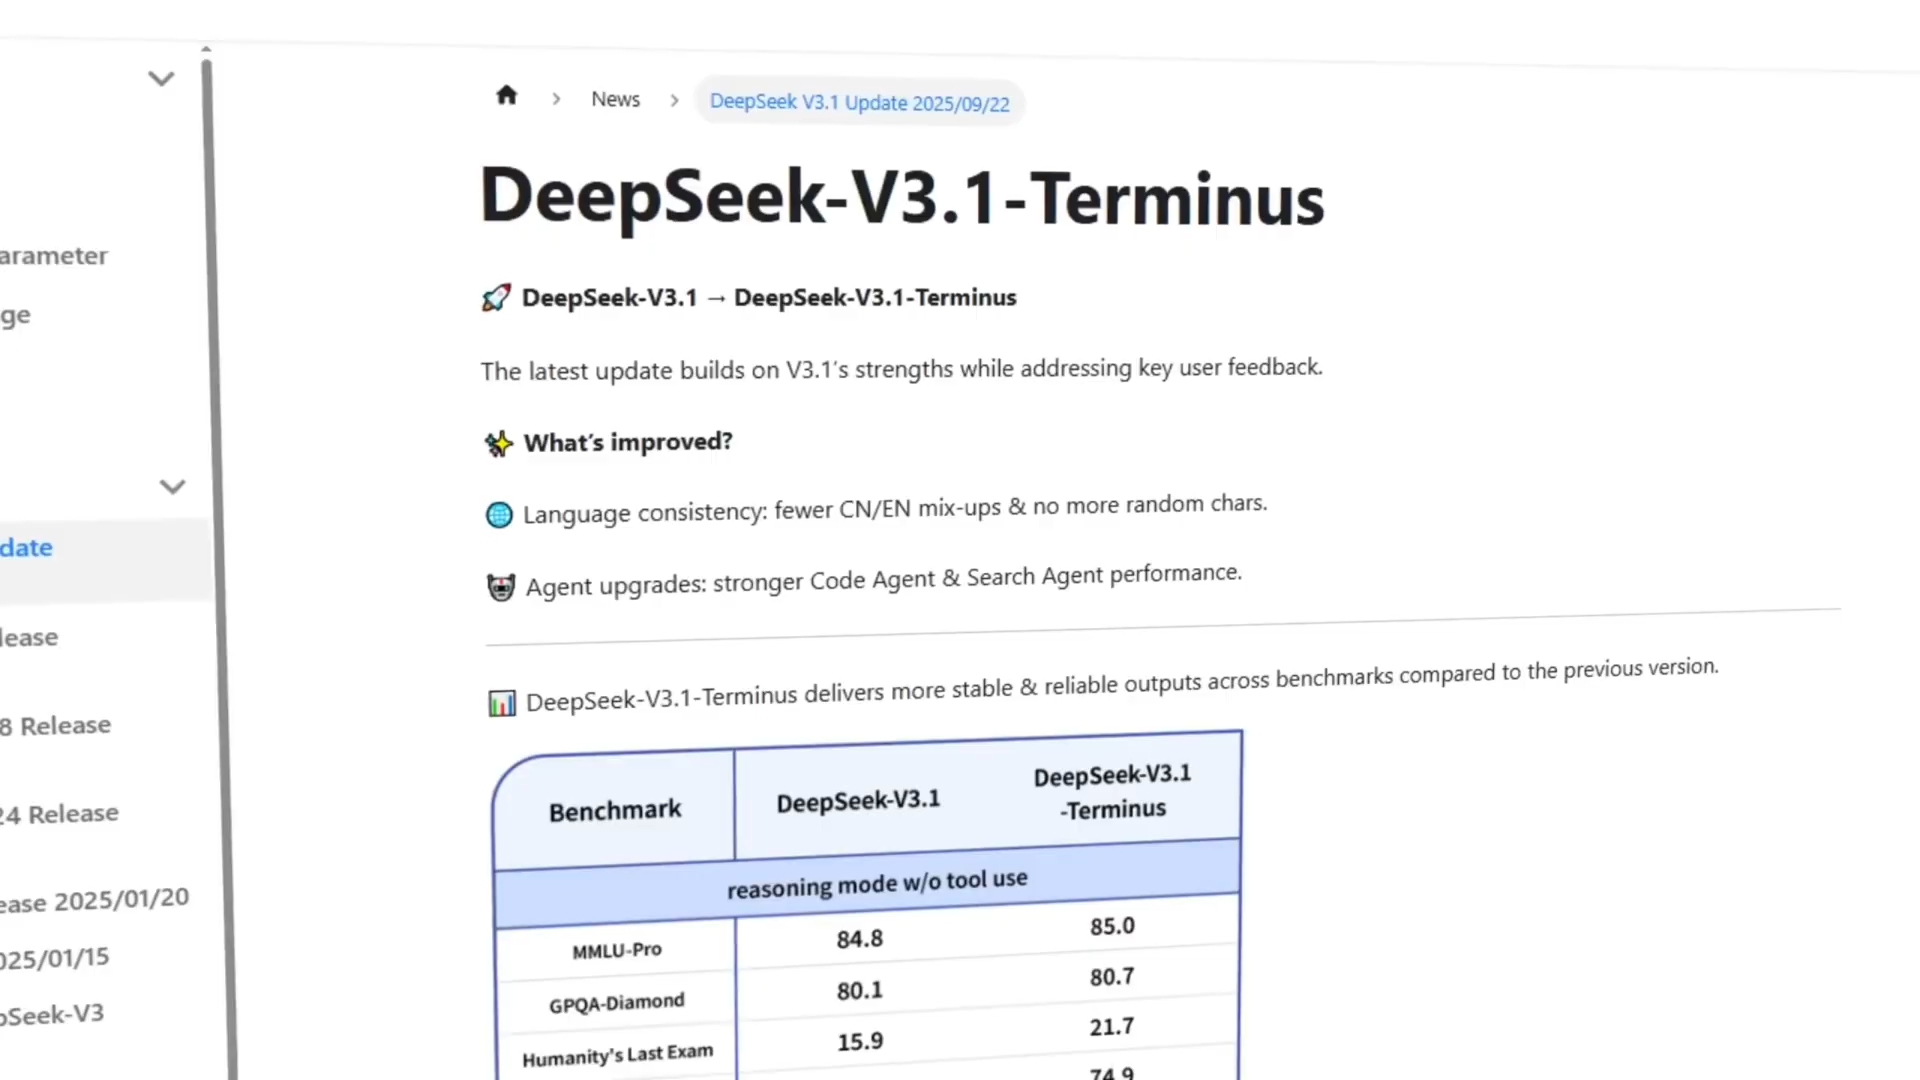 News
DeepSeek V3.1 Update 2025/09/22
DeepSeek-V3.1-Terminus
🚀 DeepSeek-V3.1 → DeepSeek-V3.1-Terminus
The latest update builds on V3.1's strengths while addressing key user feedback.
✨ What's improved?
🌐 Language consistency: fewer CN/EN mix-ups & no more random chars.
🤖 Agent upgrades: stronger Code Agent & Search Agent performance.
📊 DeepSeek-V3.1-Terminus delivers more stable & reliable outputs across benchmarks compared to the previous version.
Benchmark DeepSeek-V3.1 DeepSeek-V3.1
-Terminus
reasoning mode w/o tool use
MMLU-Pro 84.8 85.0
GPQA-Diamond 80.1 80.7
Humanity's Last Exam 15.9 21.7
74.9
arameter
ge
date
lease
8 Release
24 Release
ease 2025/01/20
025/01/15
pSeek-V3